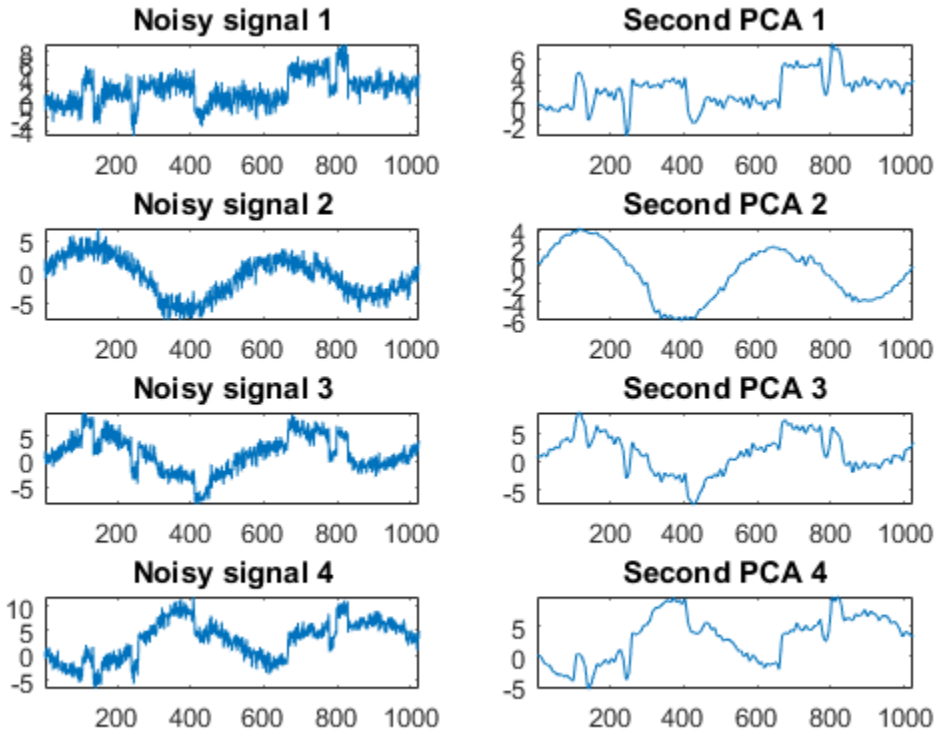 Noisy signal 1
8
6
4
2
0
-2
-4
200 400 600 800 1000
Second PCA 1
6
4
2
0
-2
200 400 600 800 1000
Noisy signal 2
5
0
-5
200 400 600 800 1000
Second PCA 2
4
2
0
-2
-4
-6
200 400 600 800 1000
Noisy signal 3
5
0
-5
200 400 600 800 1000
Second PCA 3
5
0
-5
200 400 600 800 1000
Noisy signal 4
10
5
0
-5
200 400 600 800 1000
Second PCA 4
5
0
-5
200 400 600 800 1000